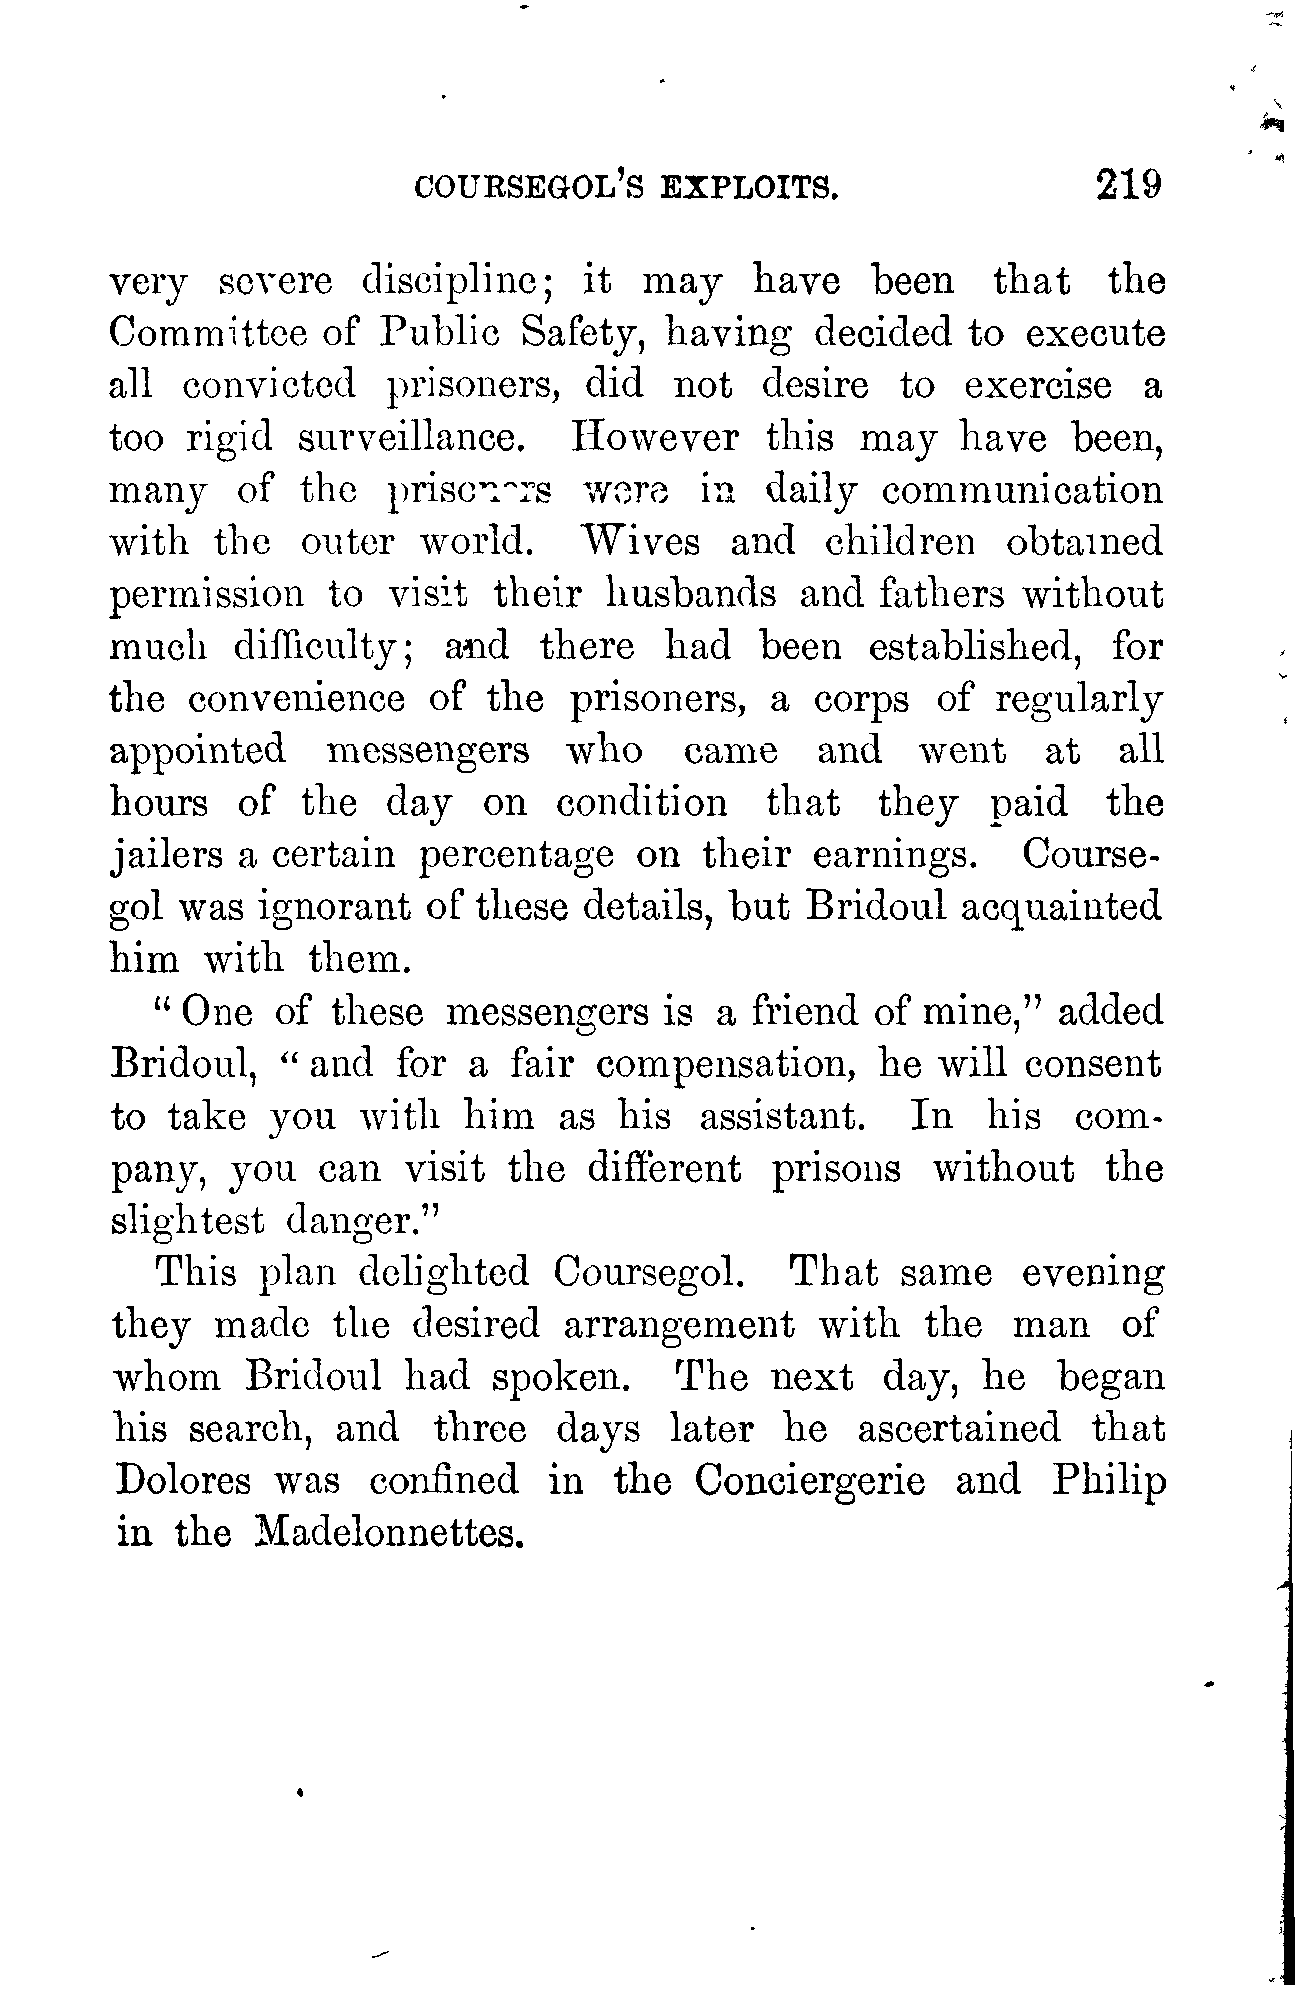 COURSEGOL'S EXPLOITS. 219
very severe discipline; it may have been that the
Committee of Public Safety, having decided to execute
all convicted prisoners, did not desire to exercise a
too rigid surveillance. However this may have been,
many of the prisoners were in daily communication
with the outer world. Wives and children obtained
permission to visit their husbands and fathers without
much difficulty; and there had been established, for
the convenience of the prisoners, a corps of regularly
appointed messengers who came and went at all
hours of the day on condition that they paid the
jailers a certain percentage on their earnings. Course-
gol was ignorant of these details, but Bridoul acquainted
him with them.
"One of these messengers is a friend of mine," added
Bridoul, "and for a fair compensation, he will consent
to take you with him as his assistant. In his com-
pany, you can visit the different prisons without the
slightest danger."
This plan delighted Coursegol. That same evening
they made the desired arrangement with the man of
whom Bridoul had spoken. The next day, he began
his search, and three days later he ascertained that
Dolores was confined in the Conciergerie and Philip
in the Madelonnettes.